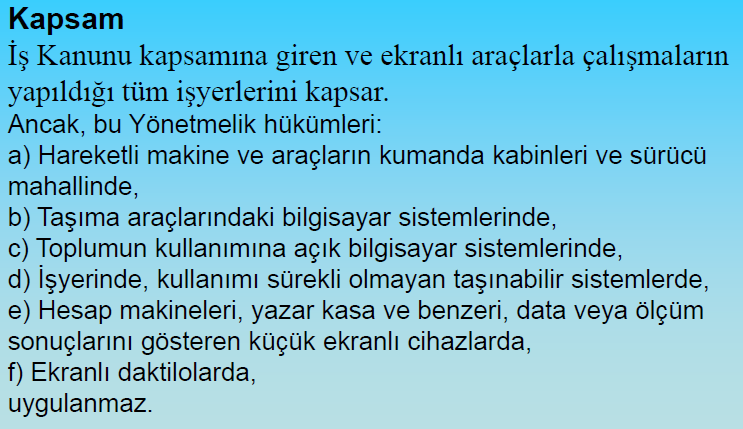 Kapsam
İş Kanunu kapsamına giren ve ekranlı araçlarla çalışmaların
yapıldığı tüm işyerlerini kapsar.
Ancak, bu Yönetmelik hükümleri:
a) Hareketli makine ve araçların kumanda kabinleri ve sürücü
mahallinde,
b) Taşıma araçlarındaki bilgisayar sistemlerinde,
c) Toplumun kullanımına açık bilgisayar sistemlerinde,
d) İşyerinde, kullanımı sürekli olmayan taşınabilir sistemlerde,
e) Hesap makineleri, yazar kasa ve benzeri, data veya ölçüm
sonuçlarını gösteren küçük ekranlı cihazlarda,
f) Ekranlı daktilolarda,
uygulanmaz.